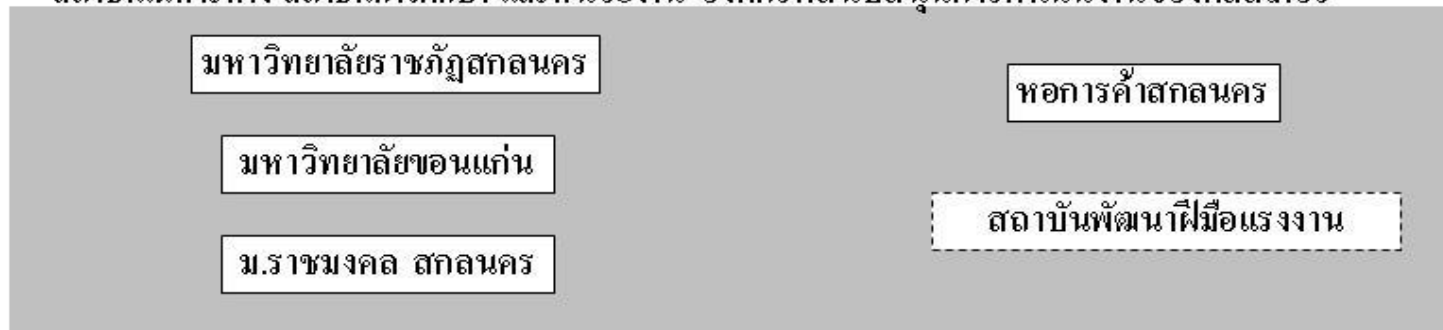 มหาวิทยาลัยราชภัฏสกลนคร
มหาวิทยาลัยขอนแก่น
ม.ราชมงคล สกลนคร
หอการค้าสกลนคร
สถาบันพัฒนาฝีมือแรงงาน